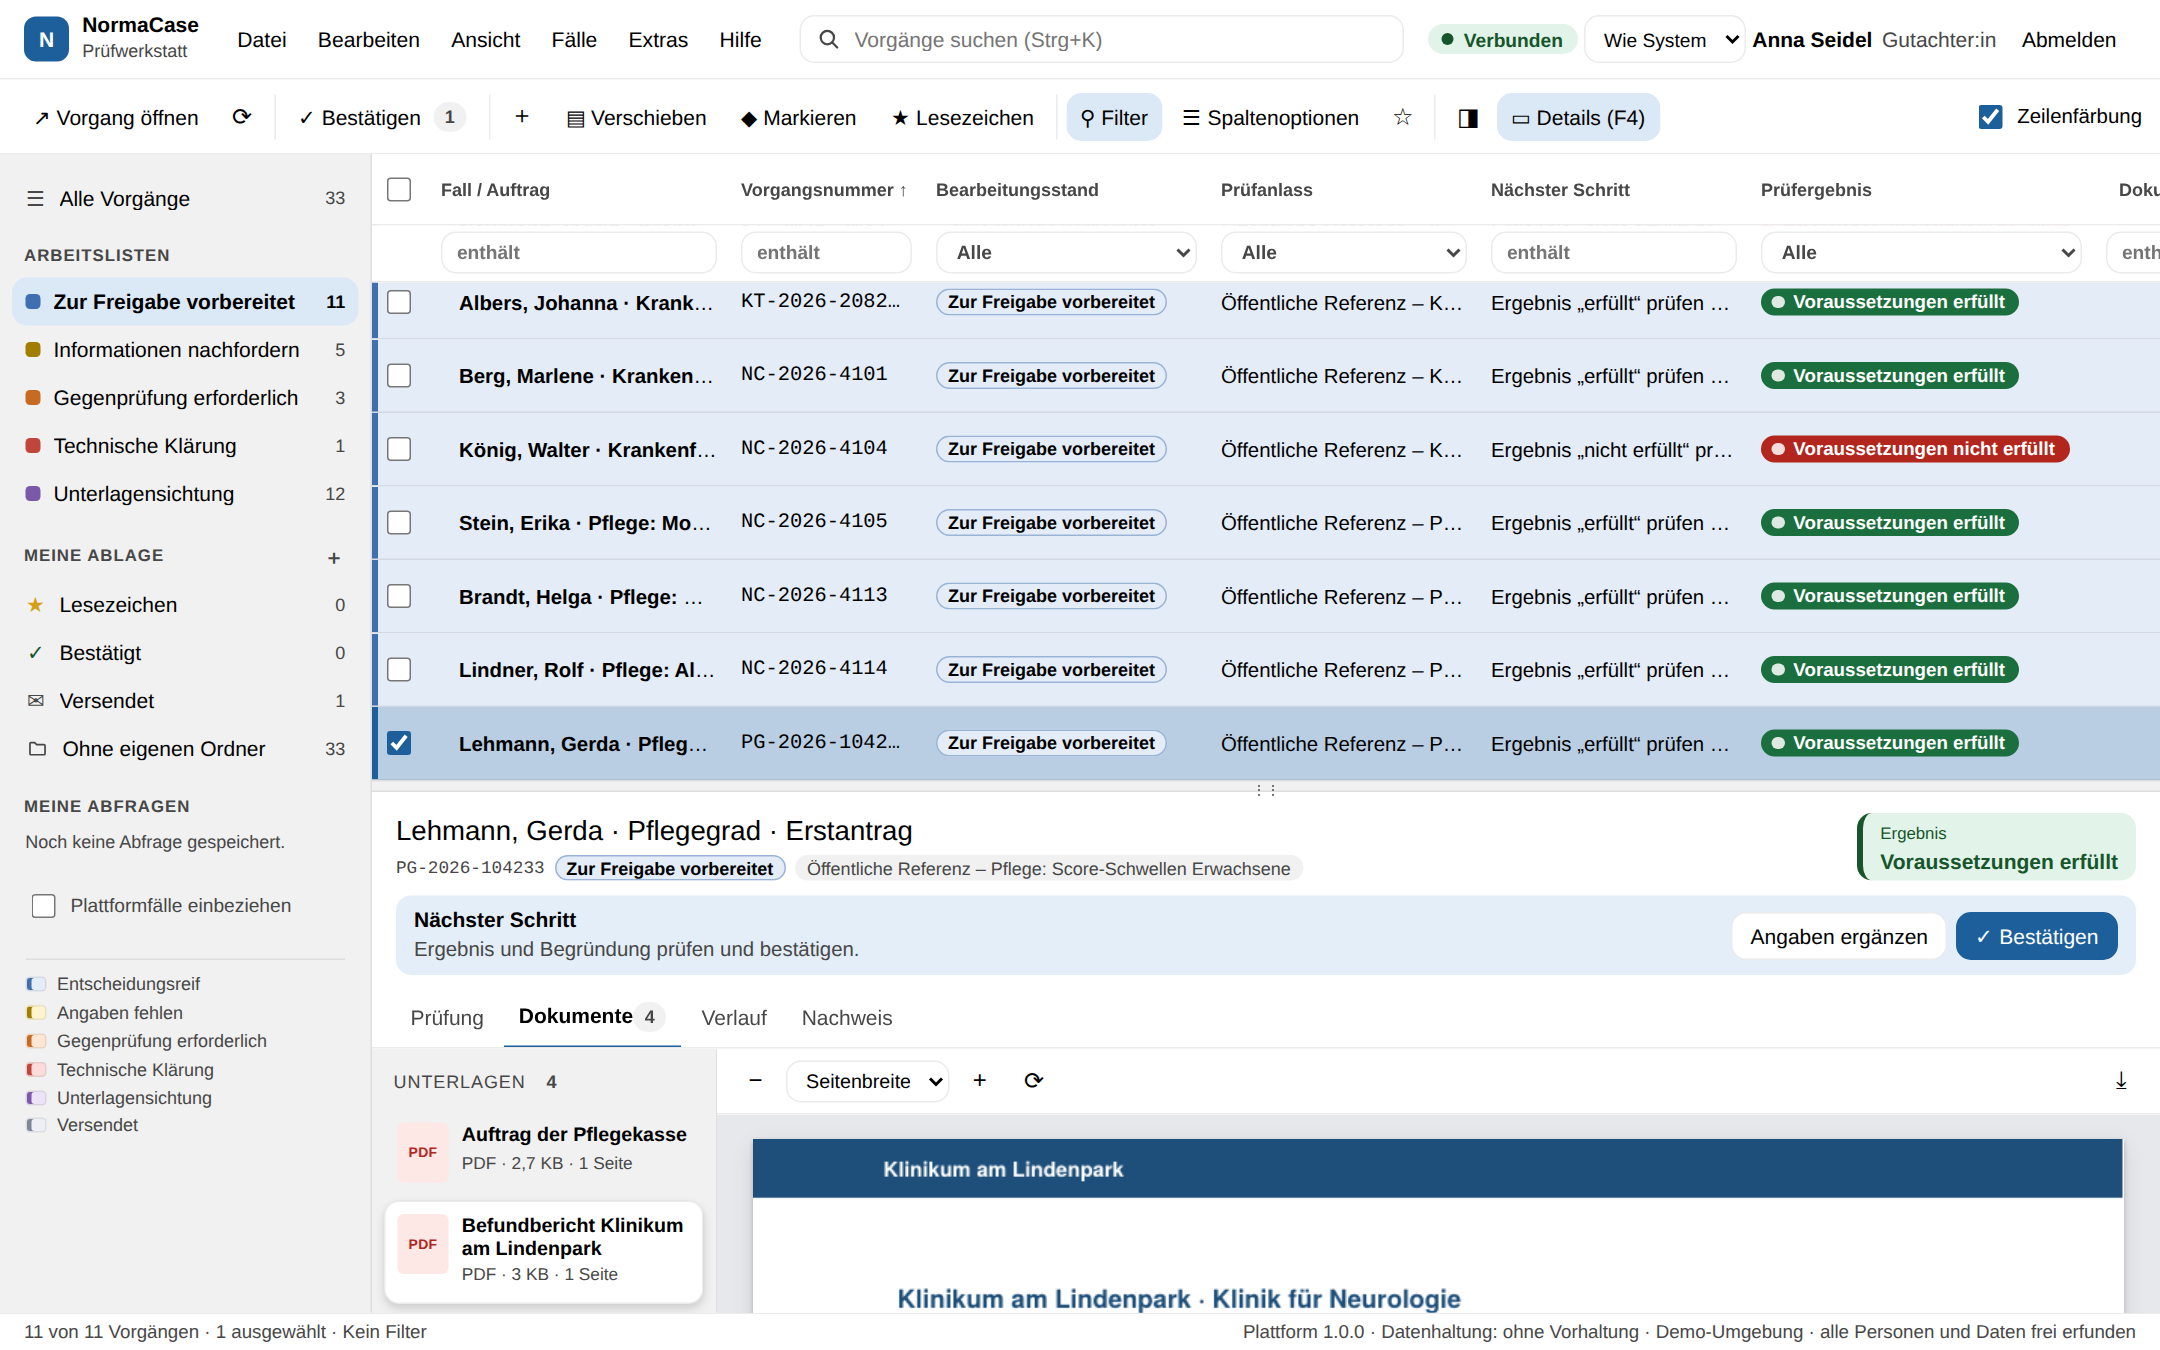 N
NormaCase
Prüfwerkstatt
Datei Bearbeiten Ansicht Fälle Extras Hilfe
Vorgänge suchen (Strg+K)
Verbunden
Wie System
Anna Seidel Gutachter:in Abmelden
↗ Vorgang öffnen ⟳ ✓ Bestätigen 1 + ▤ Verschieben ◆ Markieren ★ Lesezeichen ⚲ Filter ☰ Spaltenoptionen ☆ ◨ ▭ Details (F4) Zeilenfärbung
☰ Alle Vorgänge 33
ARBEITSLISTEN
Zur Freigabe vorbereitet 11
Informationen nachfordern 5
Gegenprüfung erforderlich 3
Technische Klärung 1
Unterlagensichtung 12
MEINE ABLAGE +
★ Lesezeichen 0
✓ Bestätigt 0
✉ Versendet 1
Ohne eigenen Ordner 33
MEINE ABFRAGEN
Noch keine Abfrage gespeichert.
Plattformfälle einbeziehen
Entscheidungsreif
Angaben fehlen
Gegenprüfung erforderlich
Technische Klärung
Unterlagensichtung
Versendet
Fall / Auftrag Vorgangsnummer ↑ Bearbeitungsstand Prüfanlass Nächster Schritt Prüfergebnis Doku
enthält enthält Alle Alle enthält Alle enth
Albers, Johanna · Krank… KT-2026-2082… Zur Freigabe vorbereitet Öffentliche Referenz – K… Ergebnis „erfüllt“ prüfen … Voraussetzungen erfüllt
Berg, Marlene · Kranken… NC-2026-4101 Zur Freigabe vorbereitet Öffentliche Referenz – K… Ergebnis „erfüllt“ prüfen … Voraussetzungen erfüllt
König, Walter · Krankenf… NC-2026-4104 Zur Freigabe vorbereitet Öffentliche Referenz – K… Ergebnis „nicht erfüllt“ pr… Voraussetzungen nicht erfüllt
Stein, Erika · Pflege: Mo… NC-2026-4105 Zur Freigabe vorbereitet Öffentliche Referenz – P… Ergebnis „erfüllt“ prüfen … Voraussetzungen erfüllt
Brandt, Helga · Pflege: … NC-2026-4113 Zur Freigabe vorbereitet Öffentliche Referenz – P… Ergebnis „erfüllt“ prüfen … Voraussetzungen erfüllt
Lindner, Rolf · Pflege: Al… NC-2026-4114 Zur Freigabe vorbereitet Öffentliche Referenz – P… Ergebnis „erfüllt“ prüfen … Voraussetzungen erfüllt
Lehmann, Gerda · Pfleg… PG-2026-1042… Zur Freigabe vorbereitet Öffentliche Referenz – P… Ergebnis „erfüllt“ prüfen … Voraussetzungen erfüllt
Lehmann, Gerda · Pflegegrad · Erstantrag
PG-2026-104233 Zur Freigabe vorbereitet Öffentliche Referenz – Pflege: Score-Schwellen Erwachsene
Ergebnis
Voraussetzungen erfüllt
Nächster Schritt
Ergebnis und Begründung prüfen und bestätigen.
Angaben ergänzen ✓ Bestätigen
Prüfung Dokumente 4 Verlauf Nachweis
UNTERLAGEN 4
− Seitenbreite + ⟳ ⤓
PDF
Auftrag der Pflegekasse
PDF · 2,7 KB · 1 Seite
PDF
Befundbericht Klinikum
am Lindenpark
PDF · 3 KB · 1 Seite
Klinikum am Lindenpark
Klinikum am Lindenpark · Klinik für Neurologie
11 von 11 Vorgängen · 1 ausgewählt · Kein Filter
Plattform 1.0.0 · Datenhaltung: ohne Vorhaltung · Demo-Umgebung · alle Personen und Daten frei erfunden